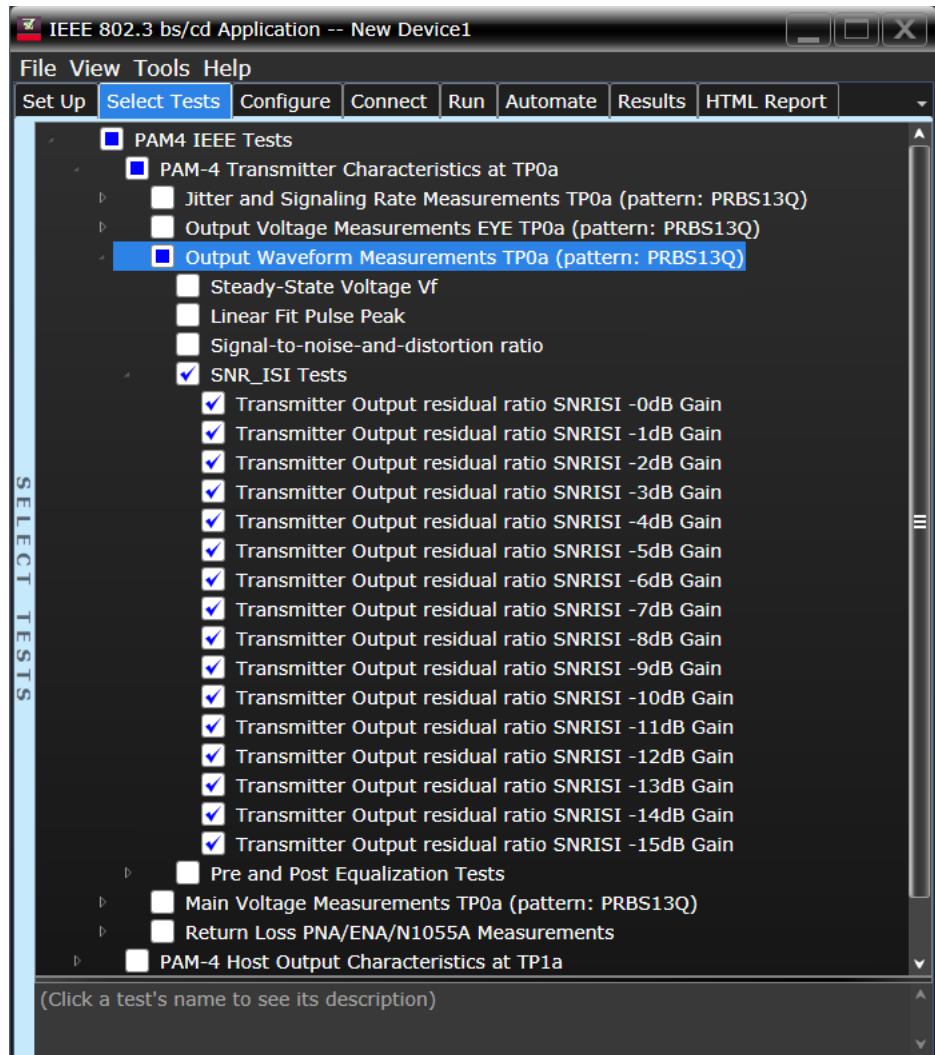 IEEE 802.3 bs/cd Application -- New Device1
File View Tools Help
Set Up Select Tests Configure Connect Run Automate Results HTML Report
SELECT TESTS
PAM4 IEEE Tests
PAM-4 Transmitter Characteristics at TP0a
Jitter and Signaling Rate Measurements TP0a (pattern: PRBS13Q)
Output Voltage Measurements EYE TP0a (pattern: PRBS13Q)
Output Waveform Measurements TP0a (pattern: PRBS13Q)
Steady-State Voltage Vf
Linear Fit Pulse Peak
Signal-to-noise-and-distortion ratio
SNR_ISI Tests
Transmitter Output residual ratio SNRISI -0dB Gain
Transmitter Output residual ratio SNRISI -1dB Gain
Transmitter Output residual ratio SNRISI -2dB Gain
Transmitter Output residual ratio SNRISI -3dB Gain
Transmitter Output residual ratio SNRISI -4dB Gain
Transmitter Output residual ratio SNRISI -5dB Gain
Transmitter Output residual ratio SNRISI -6dB Gain
Transmitter Output residual ratio SNRISI -7dB Gain
Transmitter Output residual ratio SNRISI -8dB Gain
Transmitter Output residual ratio SNRISI -9dB Gain
Transmitter Output residual ratio SNRISI -10dB Gain
Transmitter Output residual ratio SNRISI -11dB Gain
Transmitter Output residual ratio SNRISI -12dB Gain
Transmitter Output residual ratio SNRISI -13dB Gain
Transmitter Output residual ratio SNRISI -14dB Gain
Transmitter Output residual ratio SNRISI -15dB Gain
Pre and Post Equalization Tests
Main Voltage Measurements TP0a (pattern: PRBS13Q)
Return Loss PNA/ENA/N1055A Measurements
PAM-4 Host Output Characteristics at TP1a
(Click a test's name to see its description)